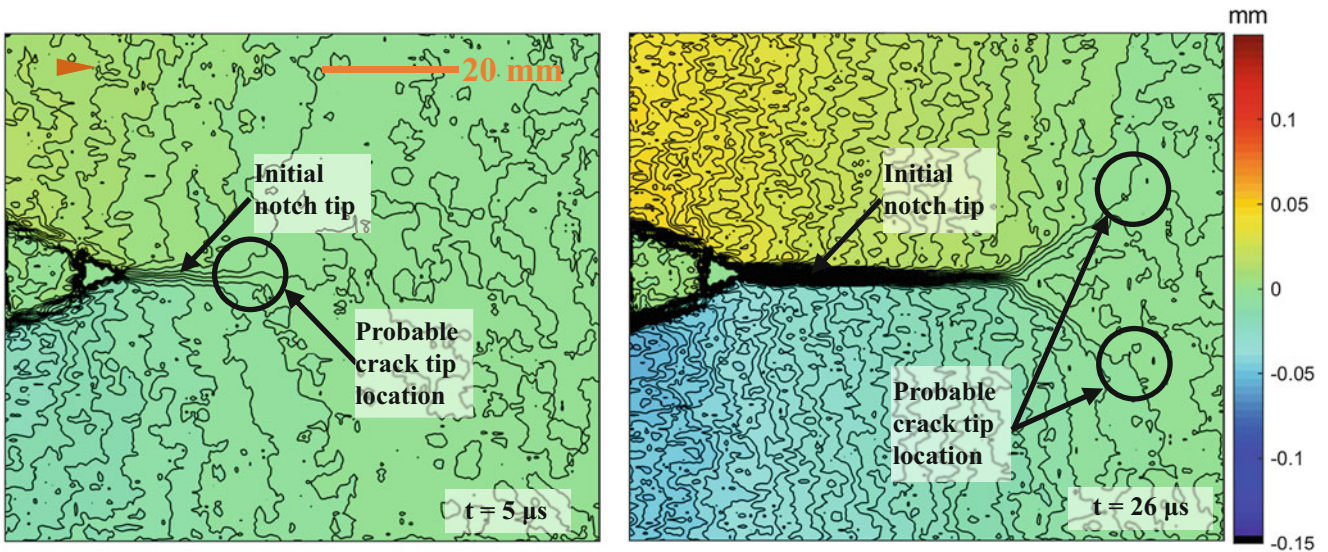 20 mm
Initial
notch tip
Probable
crack tip
location
t = 5 µs
Initial
notch tip
Probable
crack tip
location
t = 26 µs
mm
0.1
0.05
0
-0.05
-0.1
-0.15